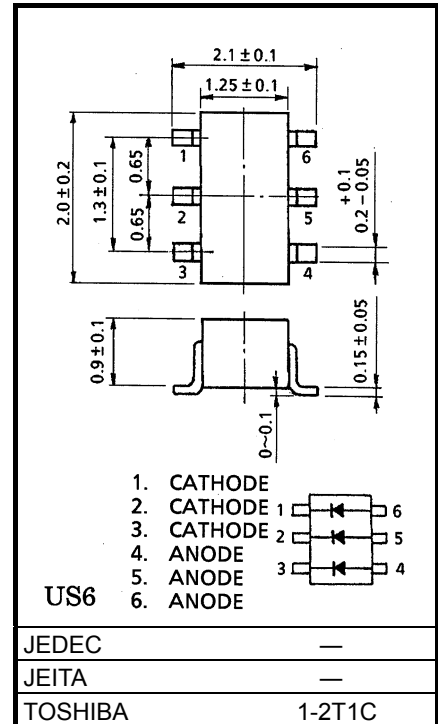 2.1±0.1
1.25±0.1
2.0±0.2
1.3±0.1
0.65
0.65
1
2
3
6
5
4
+0.1
0.2-0.05
0.9±0.1
0.15±0.05
0~0.1
1. CATHODE
2. CATHODE
3. CATHODE
4. ANODE
5. ANODE
6. ANODE
1
2
3
6
5
4
US6
JEDEC —
JEITA —
TOSHIBA 1-2T1C